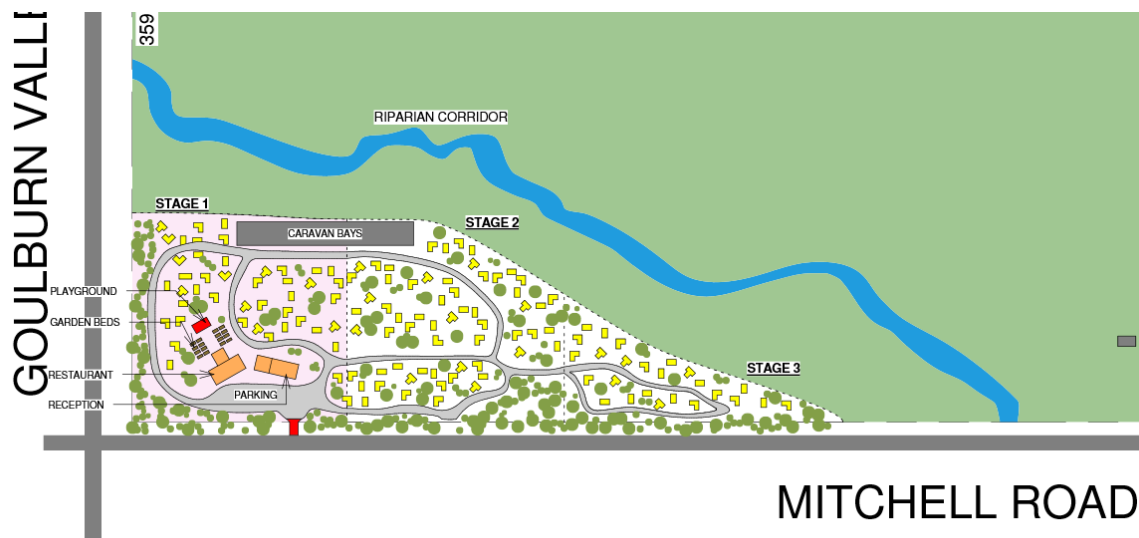 GOULBURN VALLE
359
RIPARIAN CORRIDOR
STAGE 1
STAGE 2
CARAVAN BAYS
PLAYGROUND
GARDEN BEDS
STAGE 3
RESTAURANT
PARKING
RECEPTION
MITCHELL ROAD